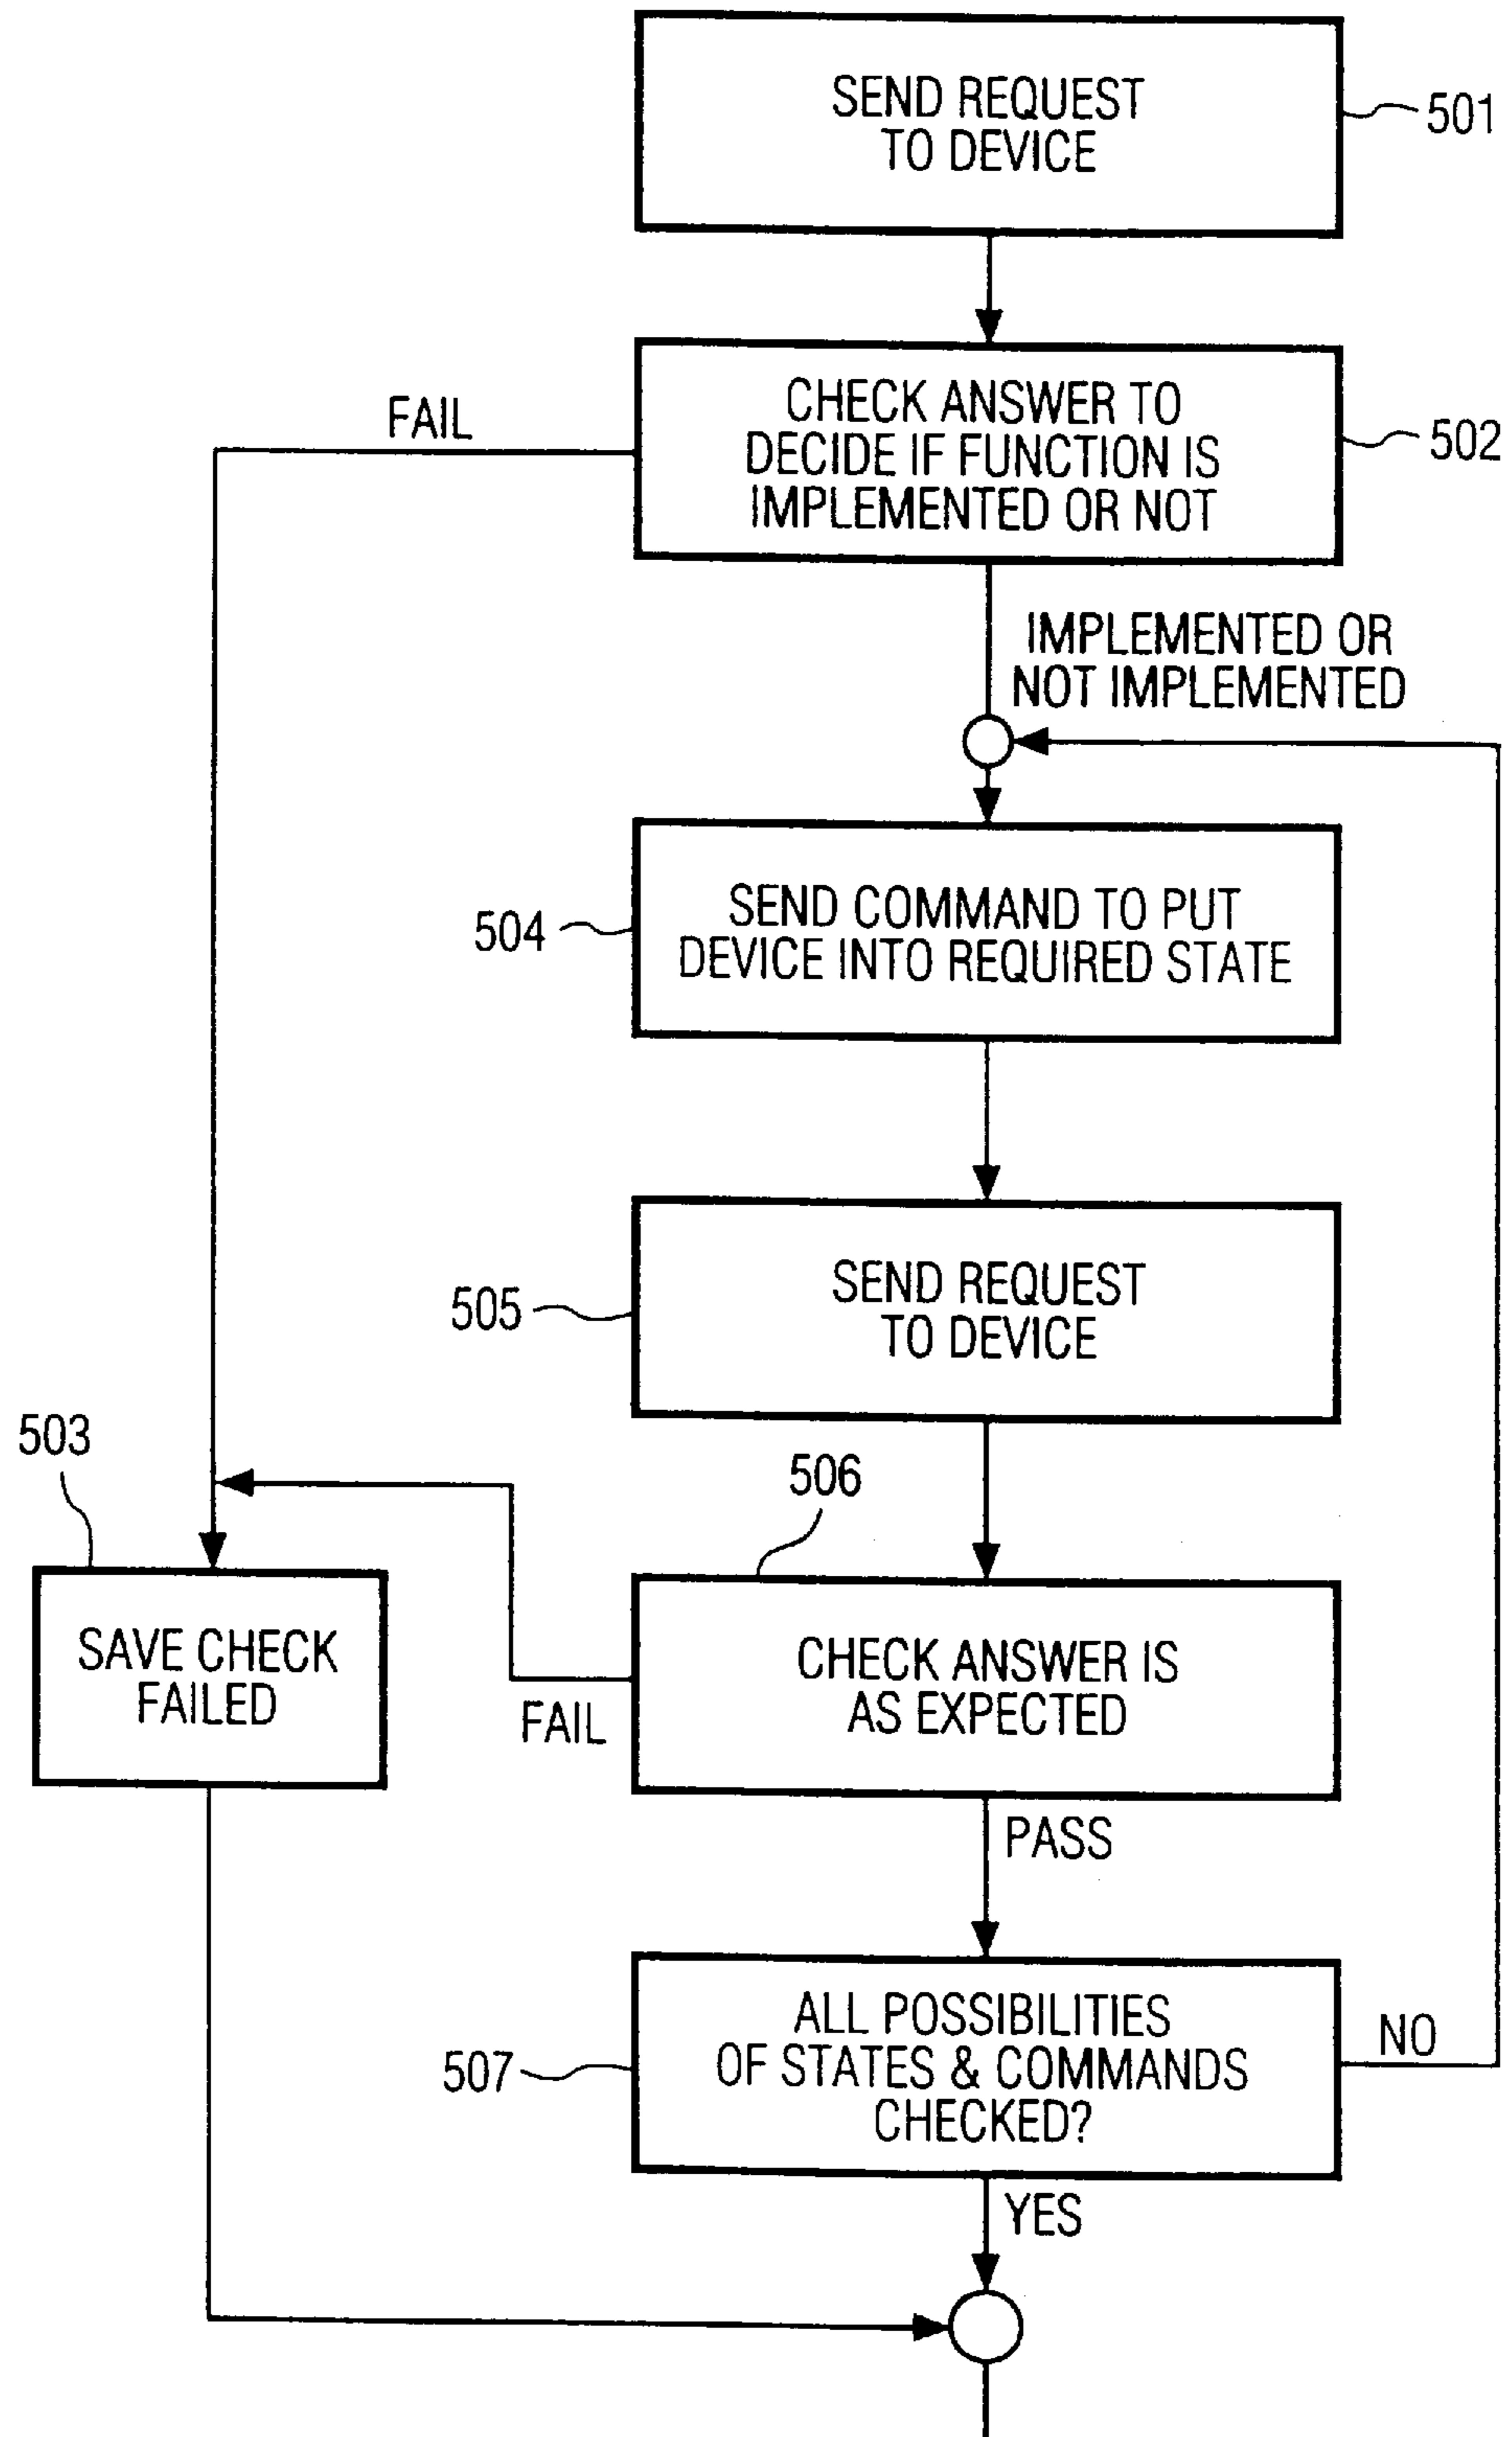 SEND REQUEST
TO DEVICE
501
CHECK ANSWER TO
DECIDE IF FUNCTION IS
IMPLEMENTED OR NOT
502
FAIL
IMPLEMENTED OR
NOT IMPLEMENTED
504
SEND COMMAND TO PUT
DEVICE INTO REQUIRED STATE
505
SEND REQUEST
TO DEVICE
503
506
SAVE CHECK
FAILED
CHECK ANSWER IS
AS EXPECTED
FAIL
PASS
507
ALL POSSIBILITIES
OF STATES & COMMANDS
CHECKED?
NO
YES